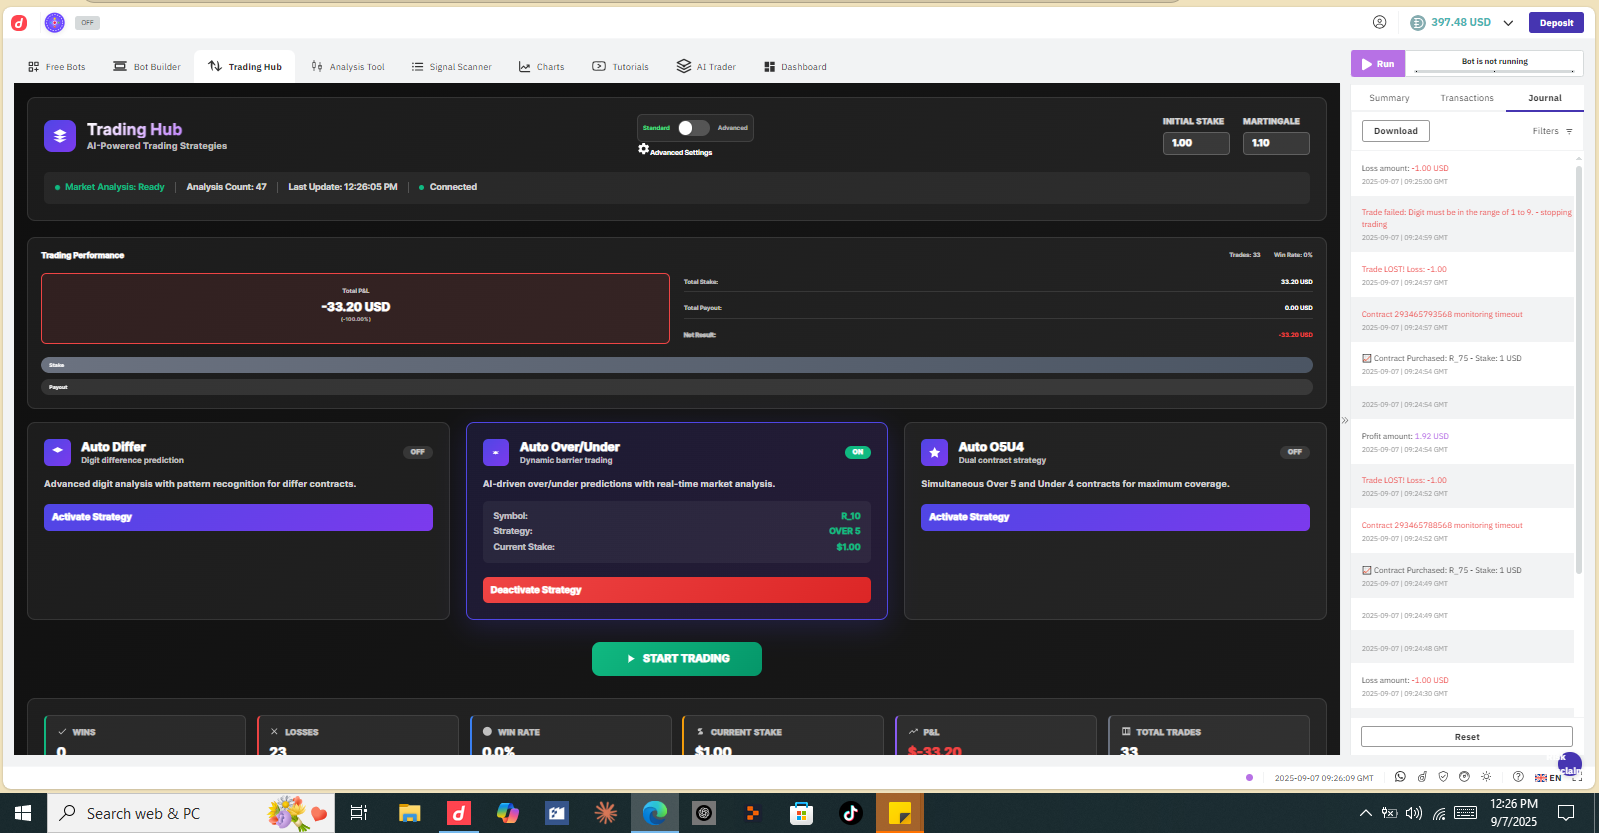 OFF
397.48 USD
Deposit
Free Bots
Bot Builder
Trading Hub
Analysis Tool
Signal Scanner
Charts
Tutorials
AI Trader
Dashboard
Run
Bot is not running
Trading Hub
AI-Powered Trading Strategies
Standard
Advanced
Advanced Settings
INITIAL STAKE
MARTINGALE
1.00
1.10
Market Analysis: Ready
Analysis Count: 47
Last Update: 12:26:05 PM
Connected
Trading Performance
Trades: 33
Win Rate: 0%
Total P&L
-33.20 USD
(-100.00%)
Total Stake:
33.20 USD
Total Payout:
0.00 USD
Net Result:
-33.20 USD
Stake
Payout
Auto Differ
Digit difference prediction
OFF
Advanced digit analysis with pattern recognition for differ contracts.
Activate Strategy
Auto Over/Under
Dynamic barrier trading
ON
AI-driven over/under predictions with real-time market analysis.
Symbol:
R_10
Strategy:
OVER 5
Current Stake:
$1.00
Deactivate Strategy
Auto O5U4
Dual contract strategy
OFF
Simultaneous Over 5 and Under 4 contracts for maximum coverage.
Activate Strategy
START TRADING
WINS
0
LOSSES
23
WIN RATE
0.0%
CURRENT STAKE
$1.00
P&L
$-33.20
TOTAL TRADES
33
Summary
Transactions
Journal
Download
Filters
Loss amount: -1.00 USD
2025-09-07 | 09:25:00 GMT
Trade failed: Digit must be in the range of 1 to 9. - stopping
trading
2025-09-07 | 09:24:59 GMT
Trade LOST! Loss: -1.00
2025-09-07 | 09:24:57 GMT
Contract 293465793568 monitoring timeout
2025-09-07 | 09:24:57 GMT
Contract Purchased: R_75 - Stake: 1 USD
2025-09-07 | 09:24:54 GMT
2025-09-07 | 09:24:54 GMT
Profit amount: 1.92 USD
2025-09-07 | 09:24:54 GMT
Trade LOST! Loss: -1.00
2025-09-07 | 09:24:52 GMT
Contract 293465788568 monitoring timeout
2025-09-07 | 09:24:52 GMT
Contract Purchased: R_75 - Stake: 1 USD
2025-09-07 | 09:24:49 GMT
2025-09-07 | 09:24:49 GMT
2025-09-07 | 09:24:48 GMT
Loss amount: -1.00 USD
2025-09-07 | 09:24:30 GMT
Reset
2025-09-07 09:26:09 GMT
EN
Search web & PC
12:26 PM
9/7/2025